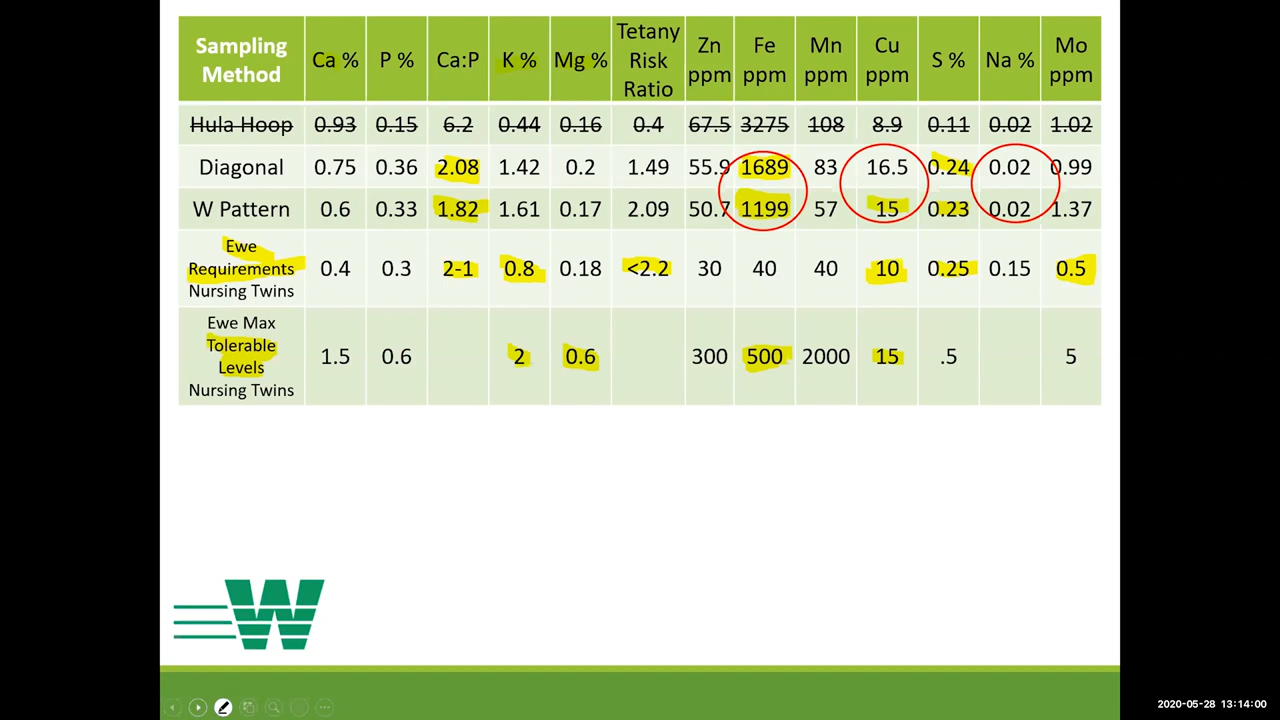 Sampling Method Ca % P % Ca:P K % Mg % Tetany Risk Ratio Zn ppm Fe ppm Mn ppm Cu ppm S % Na % Mo ppm
Hula Hoop 0.93 0.15 6.2 0.44 0.16 0.4 67.5 3275 108 8.9 0.11 0.02 1.02
Diagonal 0.75 0.36 2.08 1.42 0.2 1.49 55.9 1689 83 16.5 0.24 0.02 0.99
W Pattern 0.6 0.33 1.82 1.61 0.17 2.09 50.7 1199 57 15 0.23 0.02 1.37
Ewe Requirements Nursing Twins 0.4 0.3 2-1 0.8 0.18 <2.2 30 40 40 10 0.25 0.15 0.5
Ewe Max Tolerable Levels Nursing Twins 1.5 0.6 2 0.6 300 500 2000 15 .5 5
W
2020-05-28 13:14:00